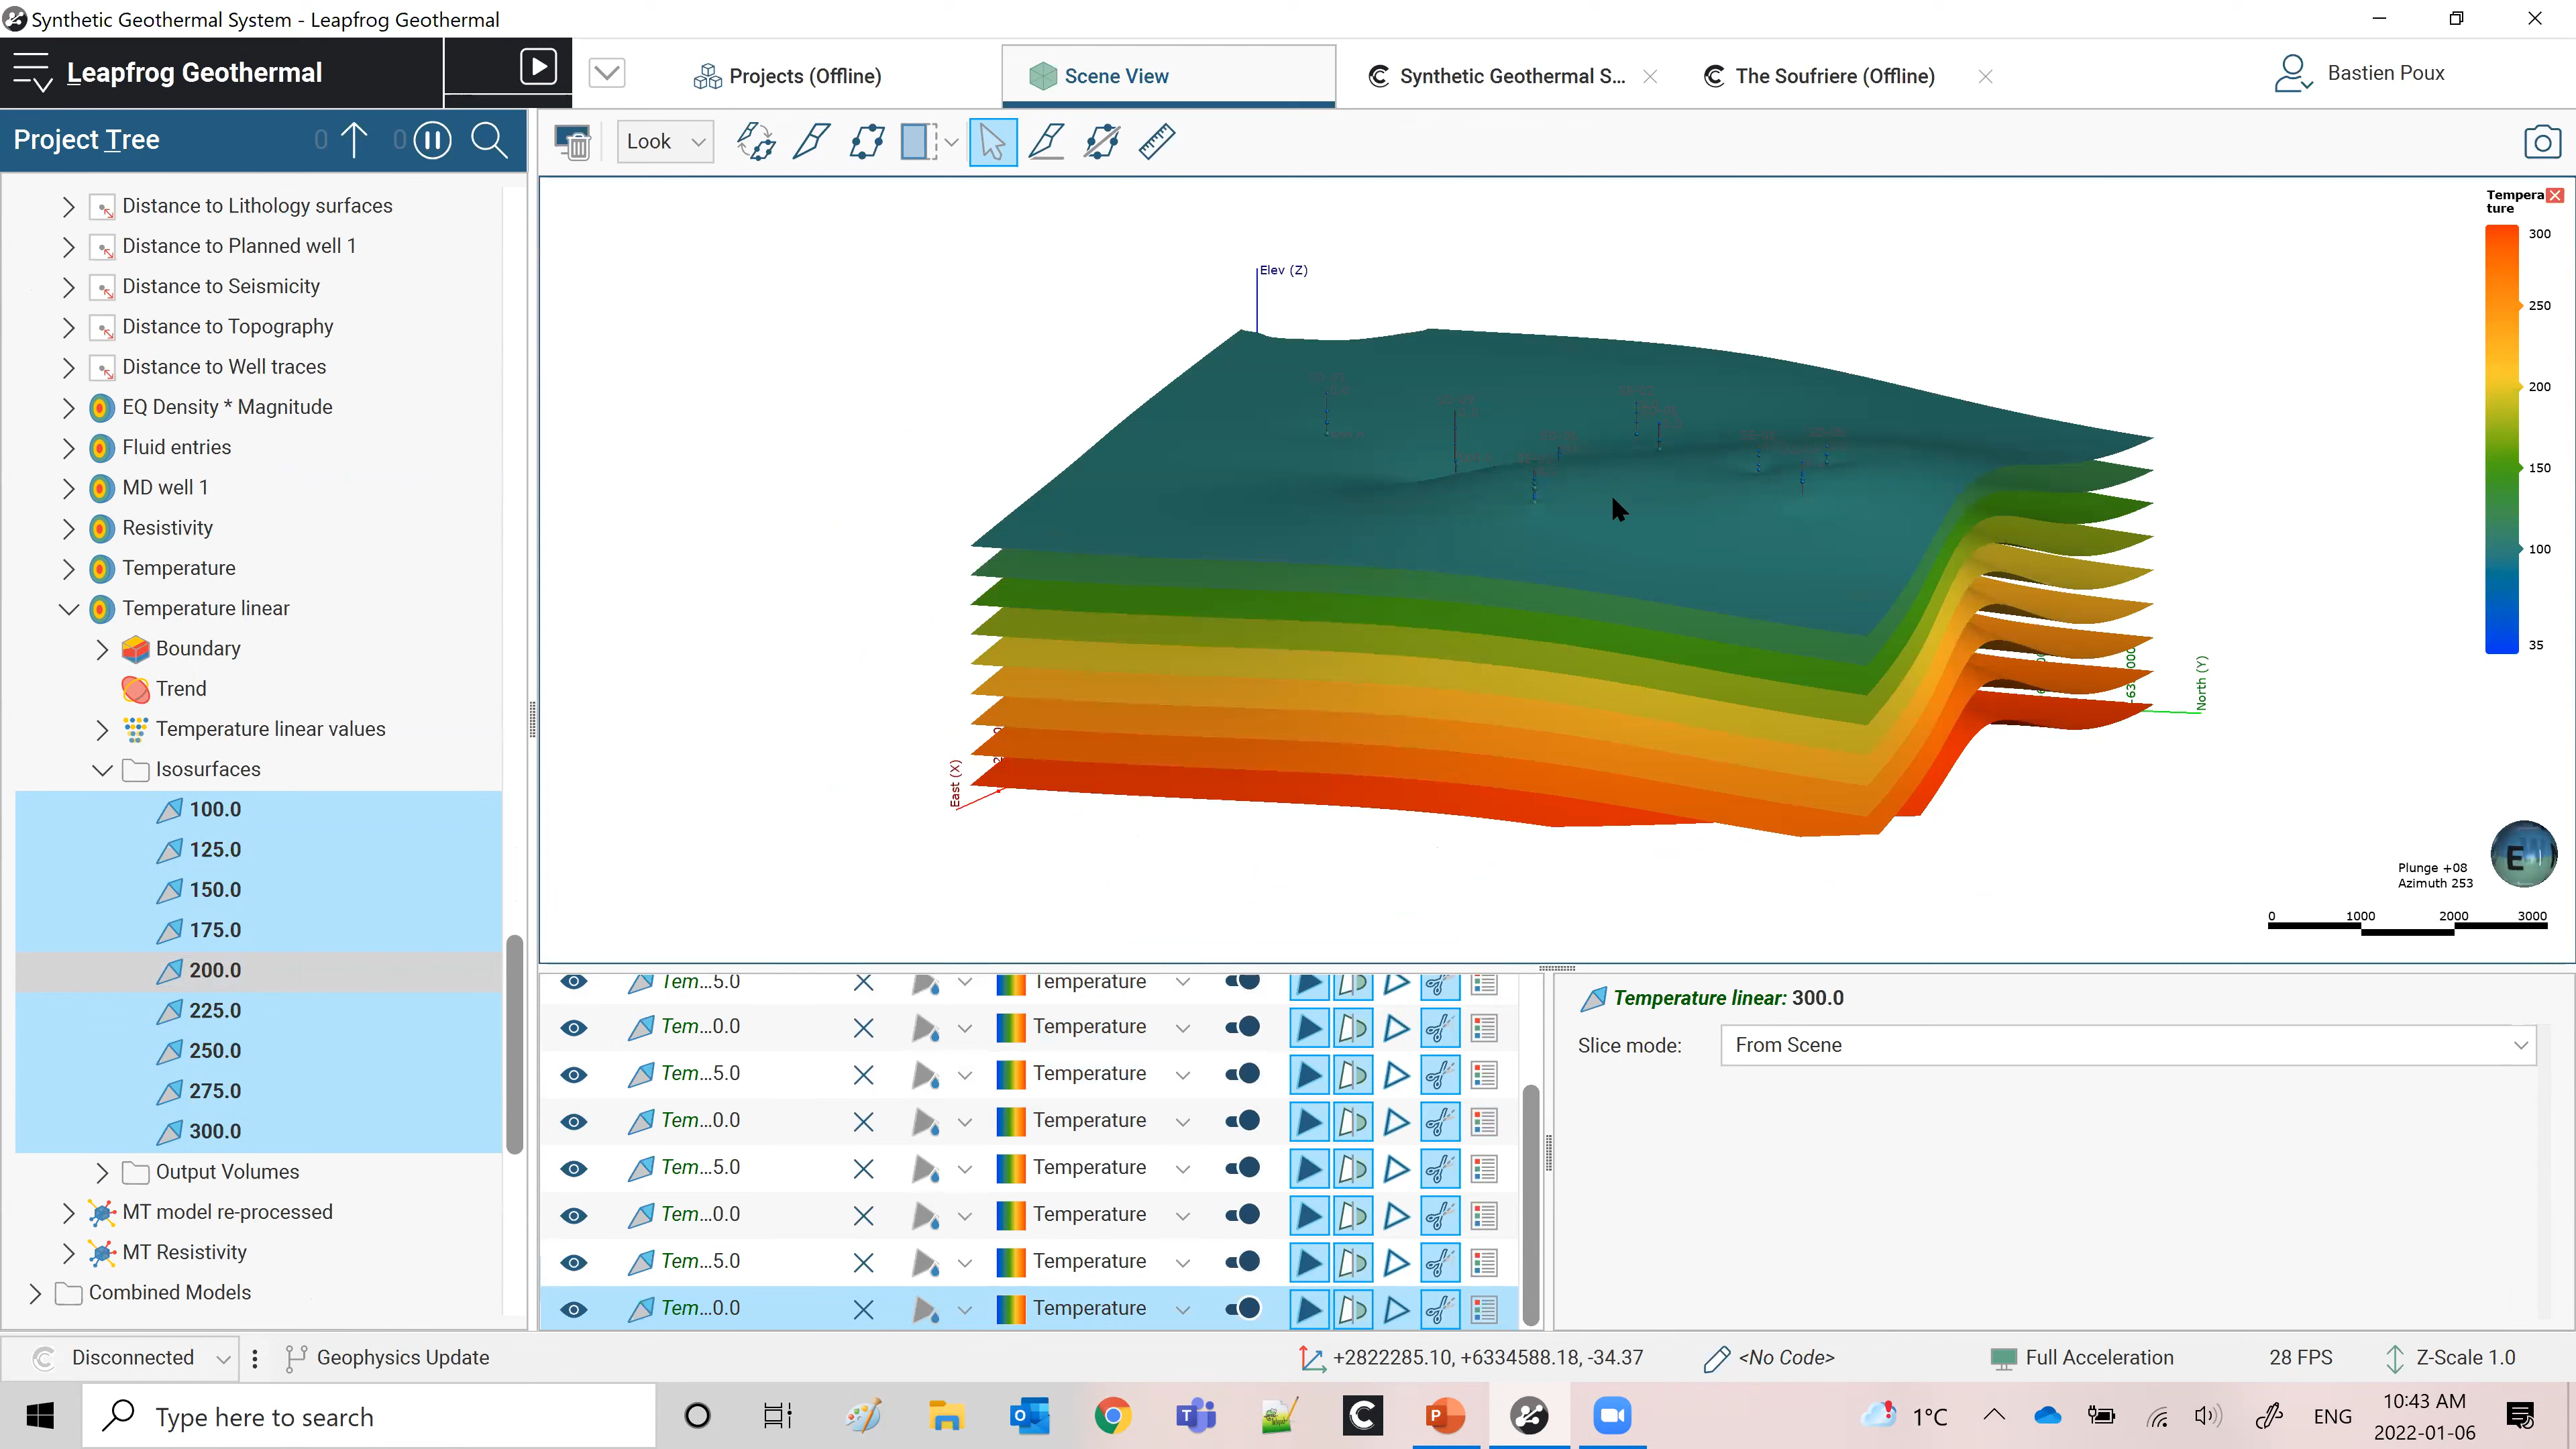 Synthetic Geothermal System - Leapfrog Geothermal
Leapfrog Geothermal
Projects (Offline)
Scene View
Synthetic Geothermal S...
The Soufriere (Offline)
Bastien Poux
Project Tree
0
0
Look
Distance to Lithology surfaces
Distance to Planned well 1
Distance to Seismicity
Distance to Topography
Distance to Well traces
EQ Density * Magnitude
Fluid entries
MD well 1
Resistivity
Temperature
Temperature linear
Boundary
Trend
Temperature linear values
Isosurfaces
100.0
125.0
150.0
175.0
200.0
225.0
250.0
275.0
300.0
Output Volumes
MT model re-processed
MT Resistivity
Combined Models
Elev (Z)
East (X)
North (Y)
Tempera
ture
300
250
200
150
100
35
E
Plunge +08
Azimuth 253
0 1000 2000 3000
Tem...5.0 Temperature
Tem...0.0 Temperature
Tem...5.0 Temperature
Tem...0.0 Temperature
Tem...5.0 Temperature
Tem...0.0 Temperature
Tem...5.0 Temperature
Tem...0.0 Temperature
Temperature linear: 300.0
Slice mode: From Scene
Disconnected
Geophysics Update
+2822285.10, +6334588.18, -34.37
<No Code>
Full Acceleration
28 FPS
Z-Scale 1.0
Type here to search
1°C
ENG
10:43 AM
2022-01-06